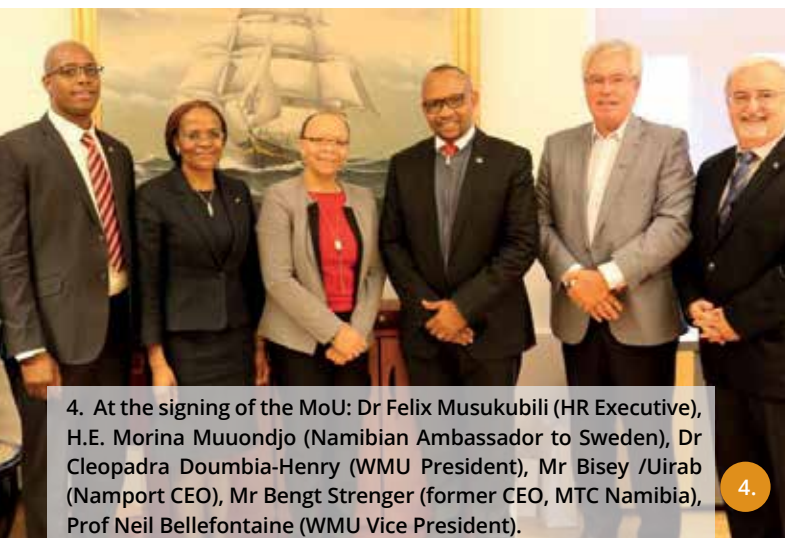 4. At the signing of the MoU: Dr Felix Musukubili (HR Executive),
H.E. Morina Muuondjo (Namibian Ambassador to Sweden), Dr
Cleopadra Doumbia-Henry (WMU President), Mr Bisey /Uirab
(Namport CEO), Mr Bengt Strenger (former CEO, MTC Namibia),
Prof Neil Bellefontaine (WMU Vice President).
4.